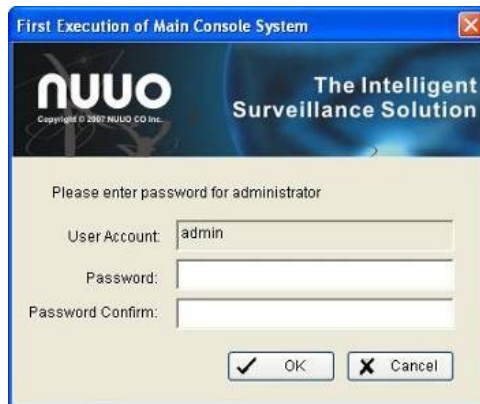 First Execution of Main Console System
nuuo
Copyright © 2007 NUUO CO Inc.
The Intelligent
Surveillance Solution
Please enter password for administrator
User Account: admin
Password:
Password Confirm:
OK Cancel